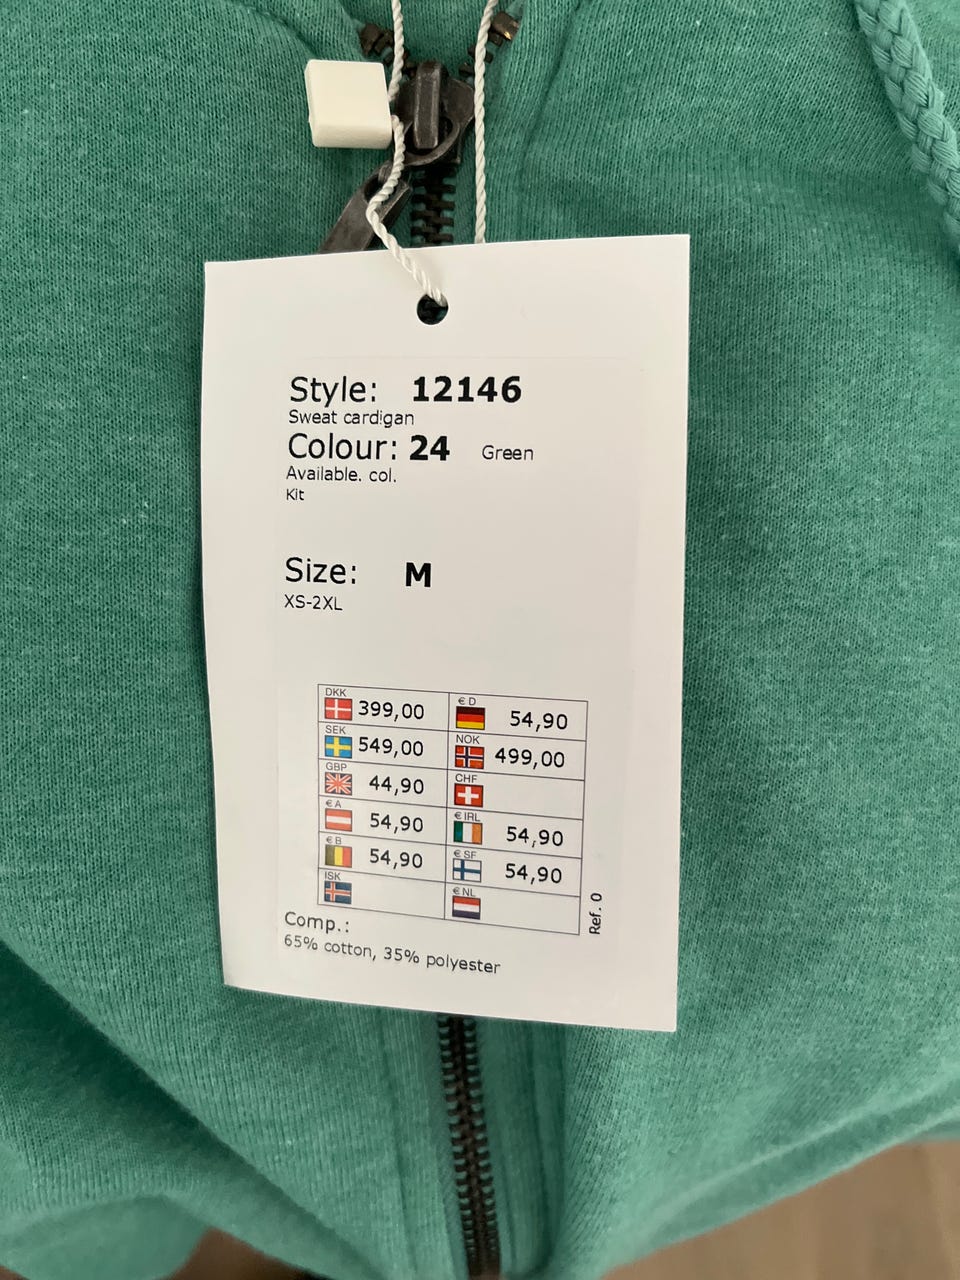 Style: 12146
Sweat cardigan
Colour: 24 Green
Available. col.
Kit
Size: M
XS-2XL
DKK 399,00 € D 54,90
SEK 549,00 NOK 499,00
GBP 44,90 CHF
€ A 54,90 € IRL 54,90
€ B 54,90 € SF 54,90
ISK € NL
Ref. 0
Comp.:
65% cotton, 35% polyester